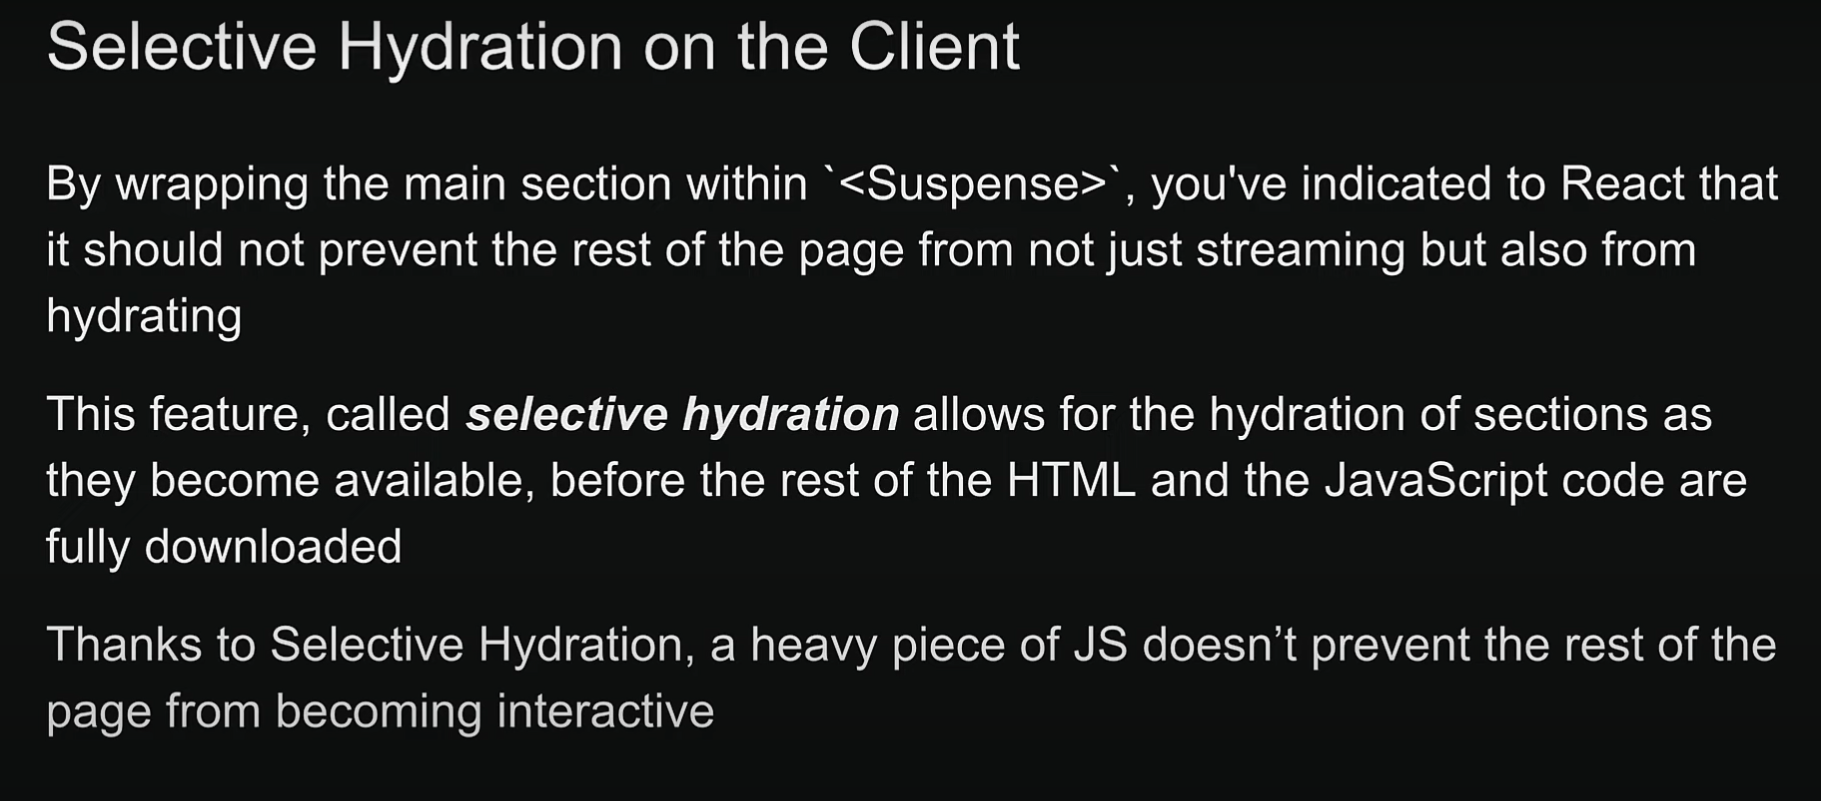 Selective Hydration on the Client
By wrapping the main section within `<Suspense>`, you've indicated to React that
it should not prevent the rest of the page from not just streaming but also from
hydrating
This feature, called selective hydration allows for the hydration of sections as
they become available, before the rest of the HTML and the JavaScript code are
fully downloaded
Thanks to Selective Hydration, a heavy piece of JS doesn’t prevent the rest of the
page from becoming interactive